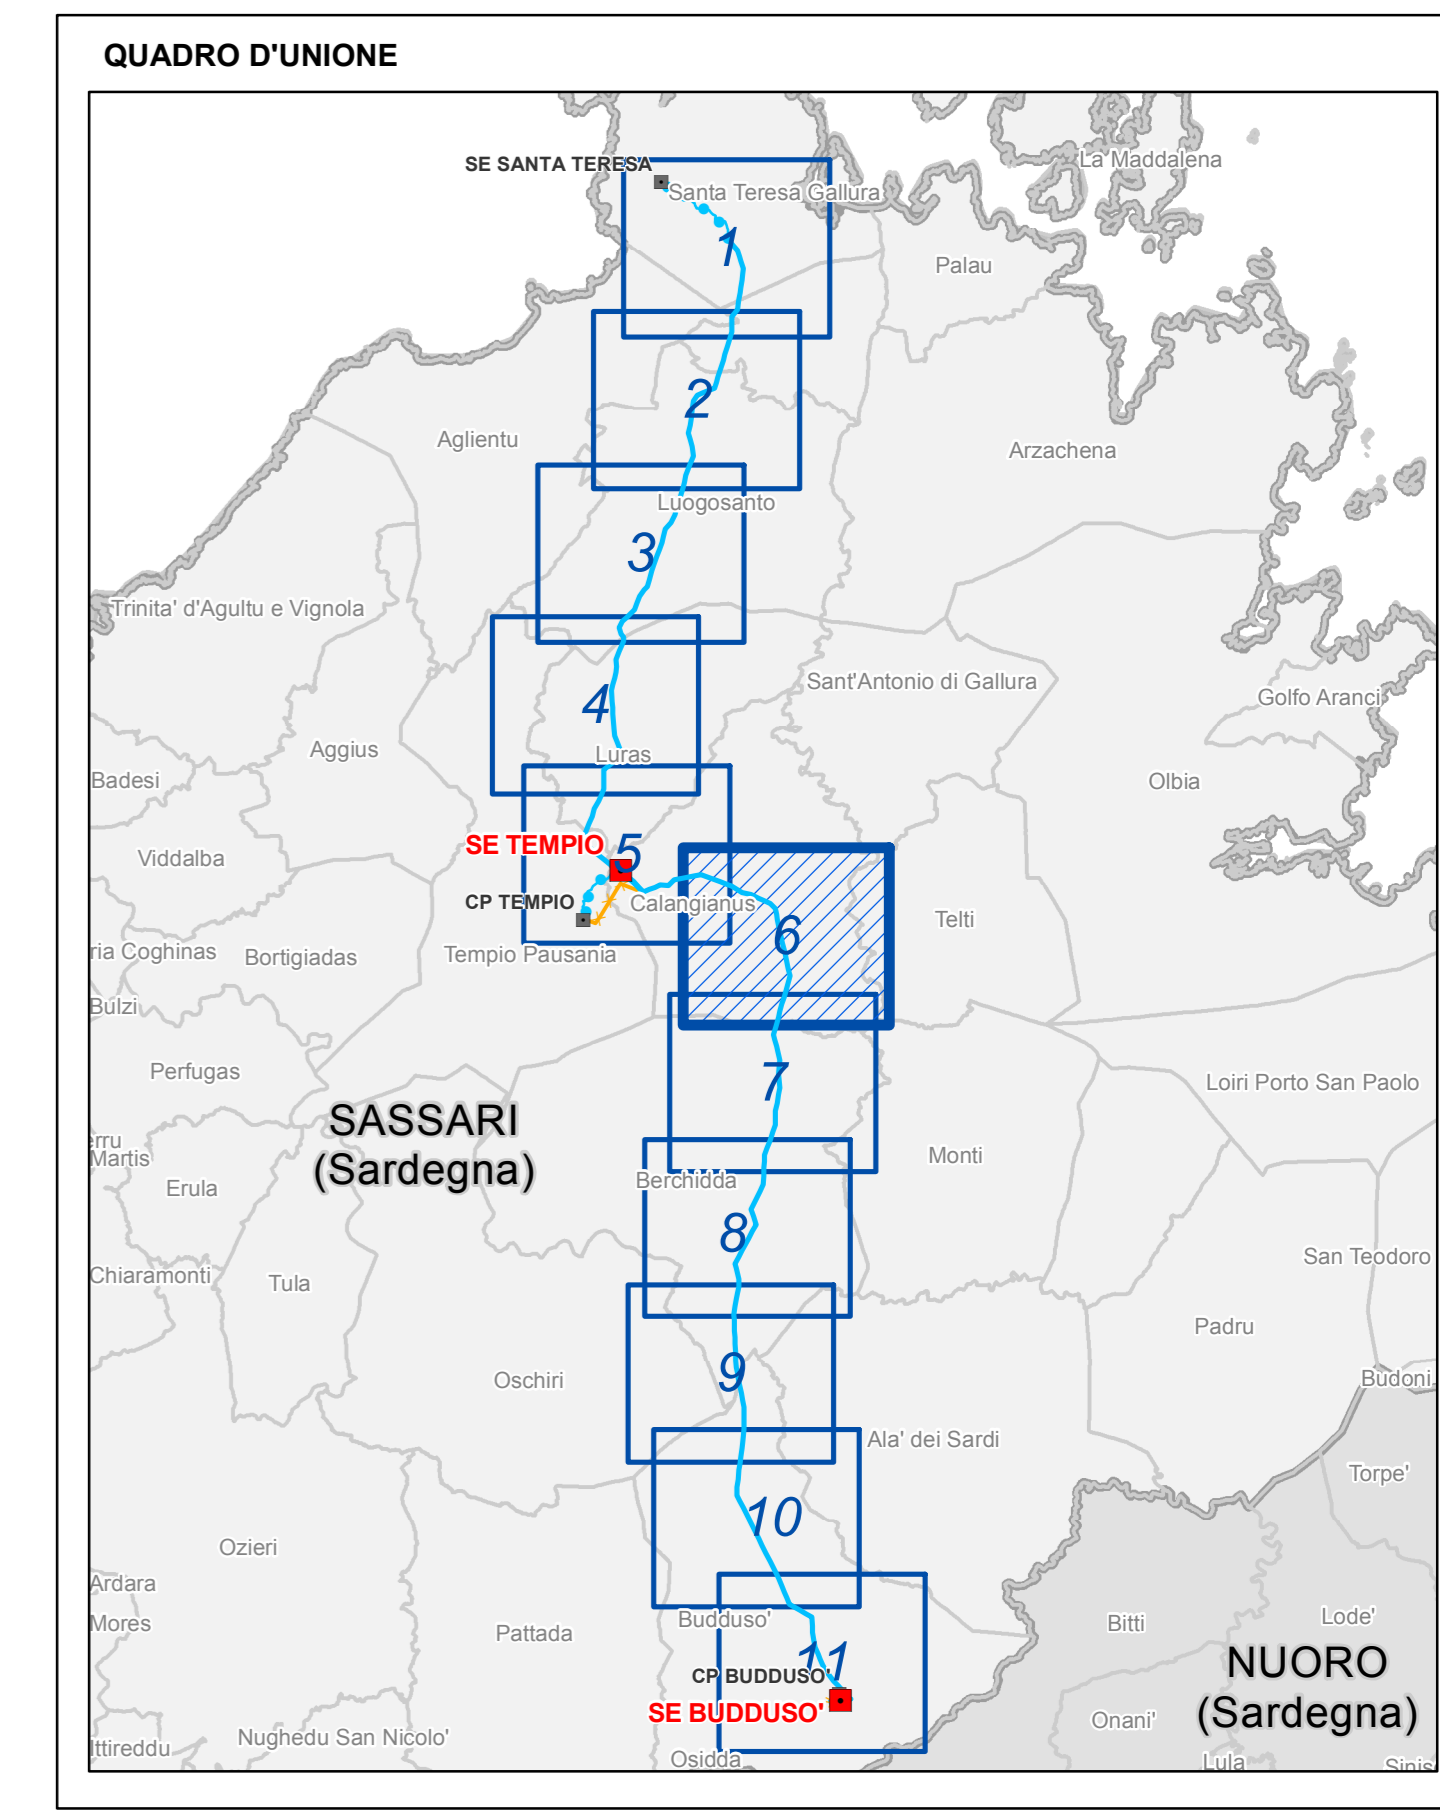 QUADRO D'UNIONE
La Maddalena
SE SANTA TERESA
Santa Teresa Gallura
1
Palau
2
Aglientu
Arzachena
Luogosanto
3
Trinita' d'Agultu e Vignola
Sant'Antonio di Gallura
Golfo Aranci
4
Aggius
Luras
Badesi
Olbia
SE TEMPIO
5
Viddalba
CP TEMPIO
Calangianus
Telti
6
ria Coghinas
Bortigiadas
Tempio Pausania
Bulzi
Perfugas
7
Loiri Porto San Paolo
SASSARI
(Sardegna)
erru
Martis
Monti
Erula
Berchidda
8
San Teodoro
Chiaramonti
Tula
Padru
9
Oschiri
Budoni
Ala' dei Sardi
Torpe'
10
Ozieri
Ardara
Mores
Budduso'
Bitti
Lode'
Pattada
11
CP BUDDUSO'
NUORO
(Sardegna)
SE BUDDUSO'
Onani'
Nughedu San Nicolo'
Ittireddu
Osidda
Lula
Sinis